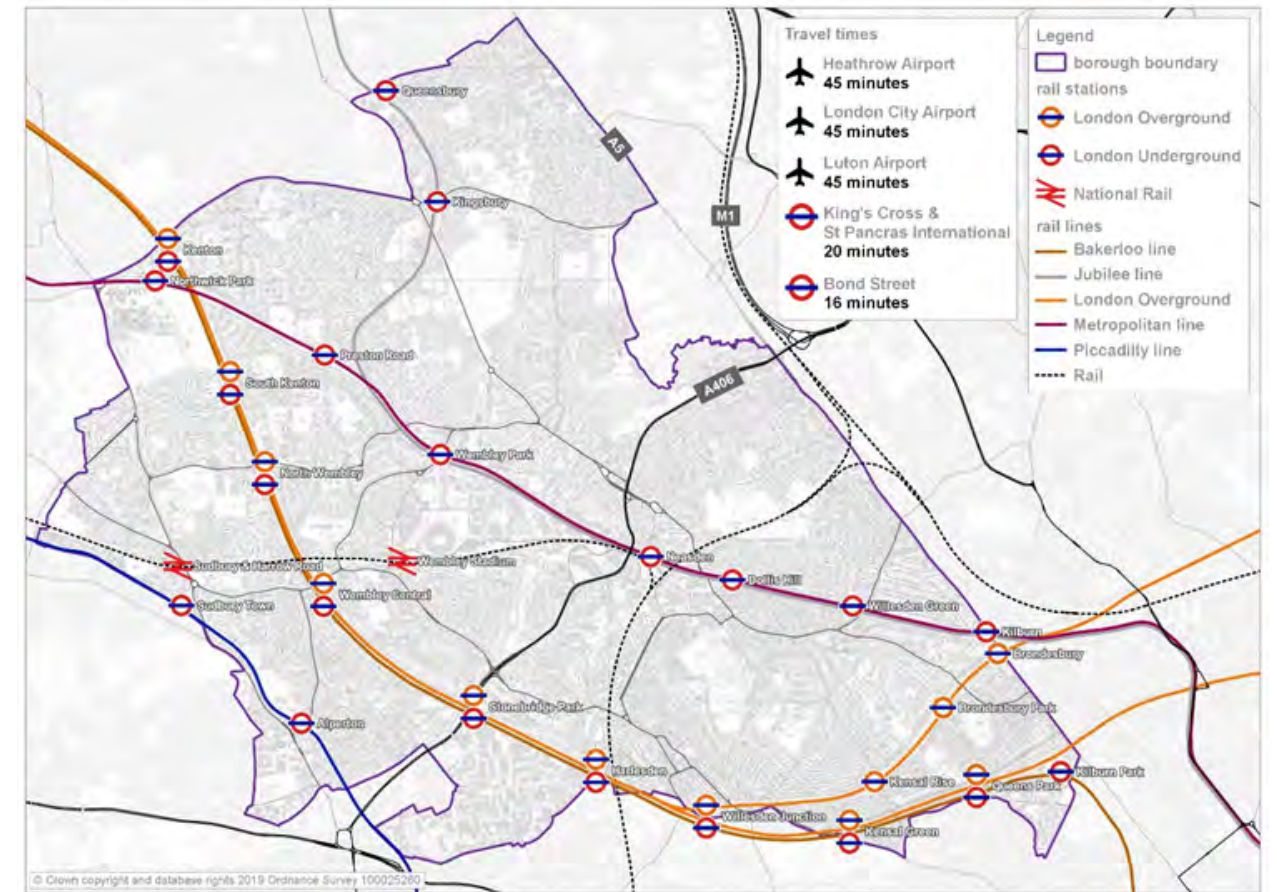 Travel times
Heathrow Airport
45 minutes
London City Airport
45 minutes
Luton Airport
45 minutes
King's Cross &
St Pancras International
20 minutes
Bond Street
16 minutes
Legend
borough boundary
rail stations
London Overground
London Underground
National Rail
rail lines
Bakerloo line
Jubilee line
London Overground
Metropolitan line
Piccadilly line
Rail
Queensbury
A5
Kingsbury
M1
Kenton
Northwick Park
Preston Road
South Kenton
A406
Wembley Park
North Wembley
Sudbury & Harrow Road
Wembley Stadium
Neasden
Dollis Hill
Wembley Central
Sudbury Town
Willesden Green
Kilburn
Brondesbury
Stonebridge Park
Brondesbury Park
Alperton
Harlesden
Kensal Rise
Queens Park
Kilburn Park
Willesden Junction
Kensal Green
© Crown copyright and database rights 2019 Ordnance Survey 100025260